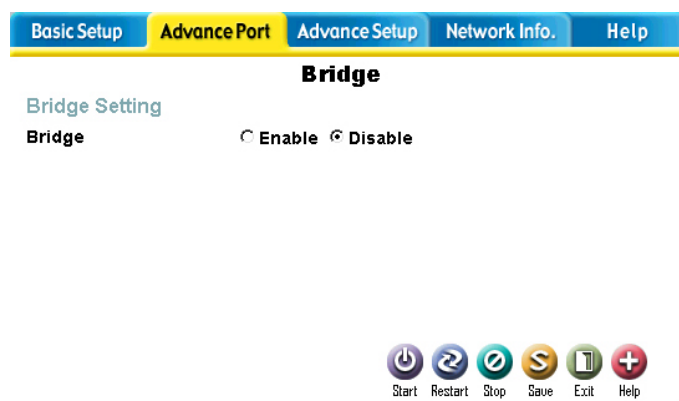 Basic Setup Advance Port Advance Setup Network Info. Help
Bridge
Bridge Setting
Bridge Enable Disable
Start Restart Stop Save Exit Help